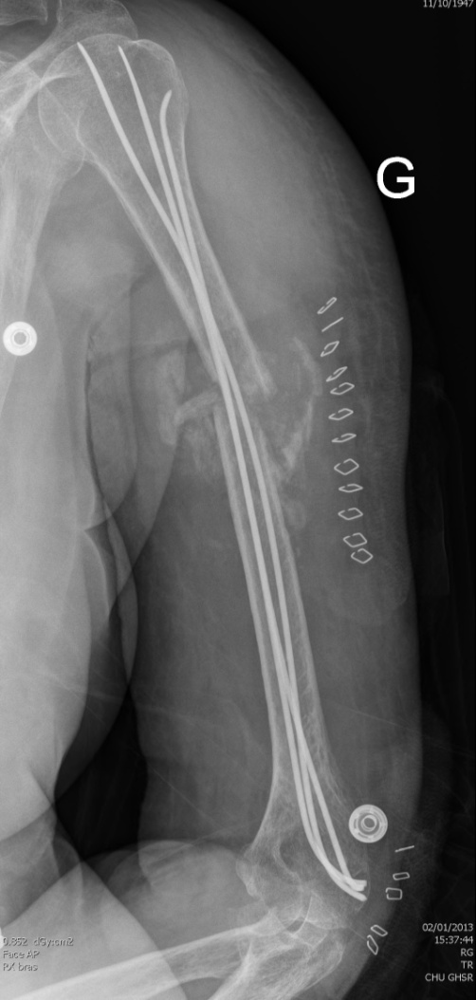 11/10/1947
G
0.352 dGy*cm2
Face AP
RX bras
02/01/2013
15:37:44
RG
TR
CHU GHSR